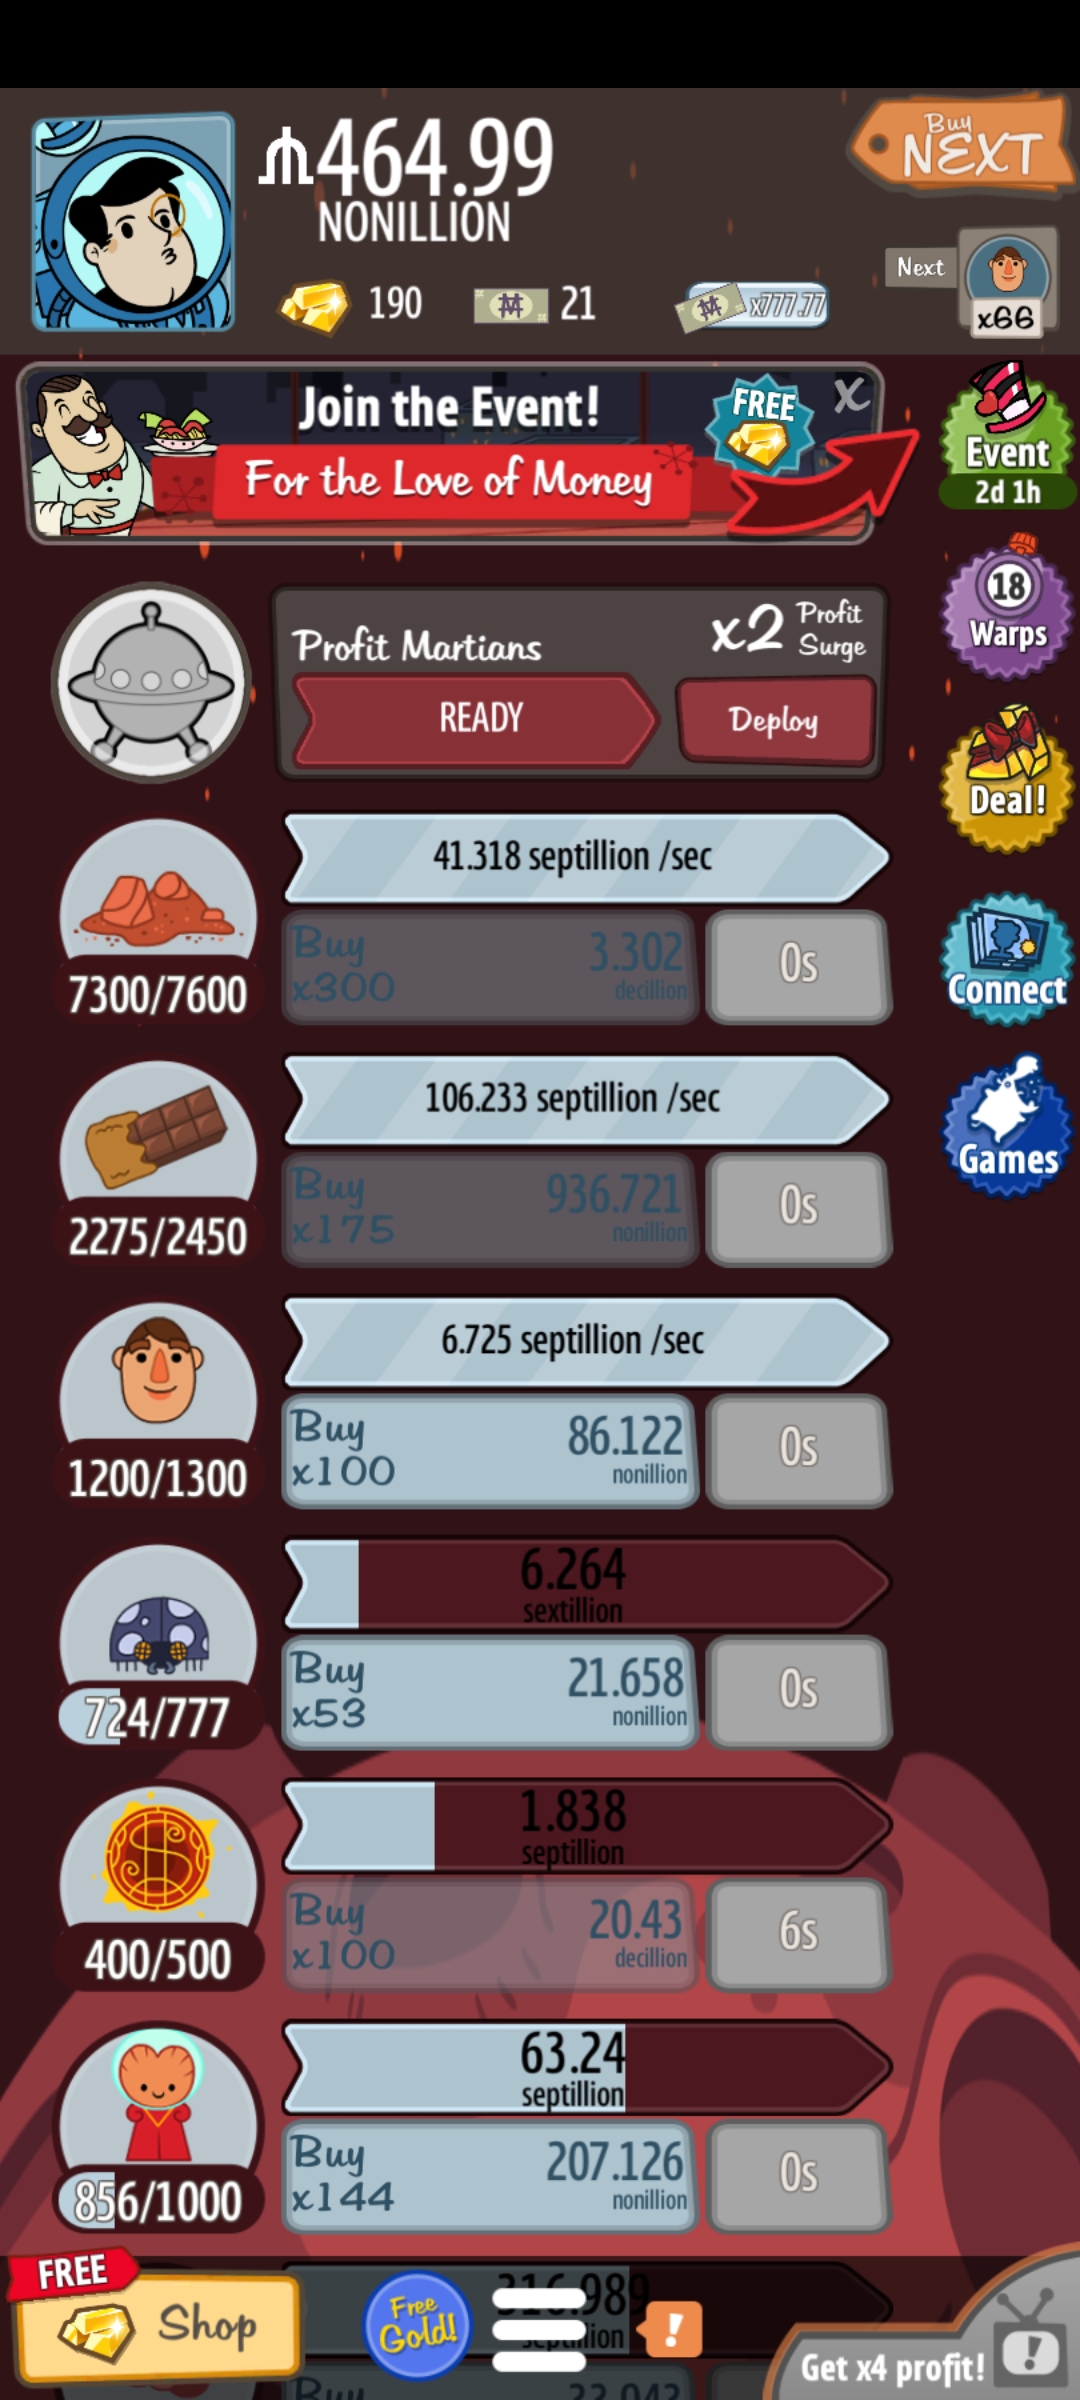 464.99
NONILLION
Buy
NEXT
190
21
x777.77
Next
x66
Join the Event!
For the Love of Money
FREE
X
Event
2d 1h
18
Warps
Profit Martians
x2 Profit Surge
READY
Deploy
Deal!
41.318 septillion /sec
7300/7600
Buy x300
3.302
decillion
0s
Connect
106.233 septillion /sec
2275/2450
Buy x175
936.721
nonillion
0s
Games
6.725 septillion /sec
1200/1300
Buy x100
86.122
nonillion
0s
6.264
sextillion
724/777
Buy x53
21.658
nonillion
0s
1.838
septillion
400/500
Buy x100
20.43
decillion
6s
63.24
septillion
856/1000
Buy x144
207.126
nonillion
0s
FREE
Shop
Free Gold!
316.989
!
Get x4 profit!
!
Buy